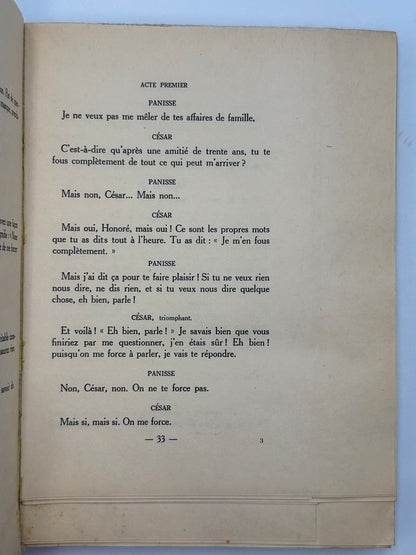 ACTE PREMIER
PANISSE
Je ne veux pas me mêler de tes affaires de famille.
CÉSAR
C'est-à-dire qu'après une amitié de trente ans, tu te
fous complètement de tout ce qui peut m'arriver ?
PANISSE
Mais non, César... Mais non...
CÉSAR
Mais oui, Honoré, mais oui ! Ce sont les propres mots
que tu as dits tout à l'heure. Tu as dit : « Je m'en fous
complètement. »
PANISSE
Mais j'ai dit ça pour te faire plaisir ! Si tu ne veux rien
nous dire, ne dis rien, et si tu veux nous dire quelque
chose, eh bien, parle !
CÉSAR, triomphant.
Et voilà ! « Eh bien, parle ! » Je savais bien que vous
finiriez par me questionner, j'en étais sûr ! Eh bien !
puisqu'on me force à parler, je vais te répondre.
PANISSE
Non, César, non. On ne te force pas.
CÉSAR
Mais si, mais si. On me force.
— 33 —
3